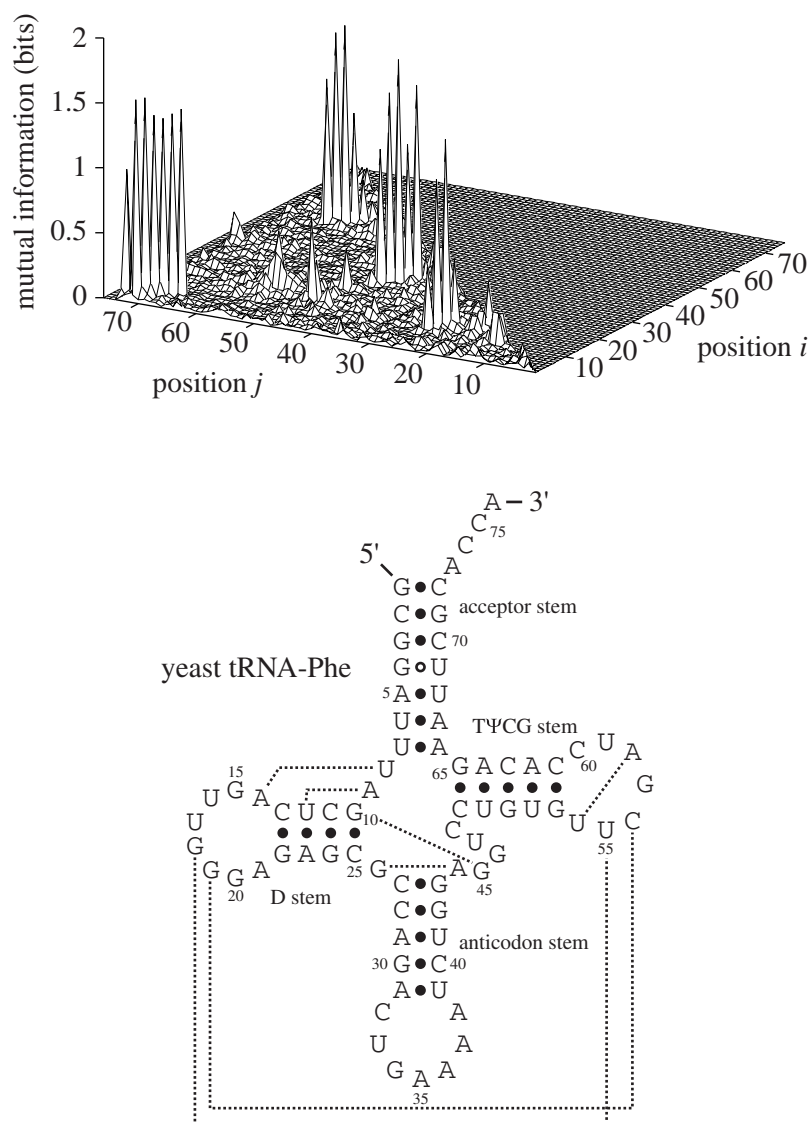 mutual information (bits)
2
1.5
1
0.5
0
70
60
50
40
30
20
10
position j
10
20
30
40
50
60
70
position i
yeast tRNA-Phe
A
3'
C
75
C
A
5'
G C
acceptor stem
C G
G C 70
G U
5 A U
U A
U A
TΨCG stem
65 G A C A C C 60 U A G C
C U G U G U U 55
U
A
15
U G A C U C G 10
U
G
G G A G A G C 25 G
20
D stem
C
U
G
G
A
45
C G
C G
A U
anticodon stem
30 G C 40
A U
C A
U A
G A A
35